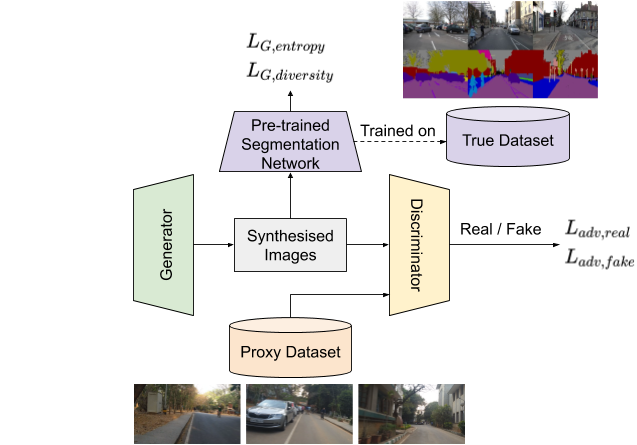 L_{G,entropy}
L_{G,diversity}
Pre-trained
Segmentation
Network
Trained on
True Dataset
Generator
Synthesised
Images
Discriminator
Real / Fake
L_{adv,real}
L_{adv,fake}
Proxy Dataset